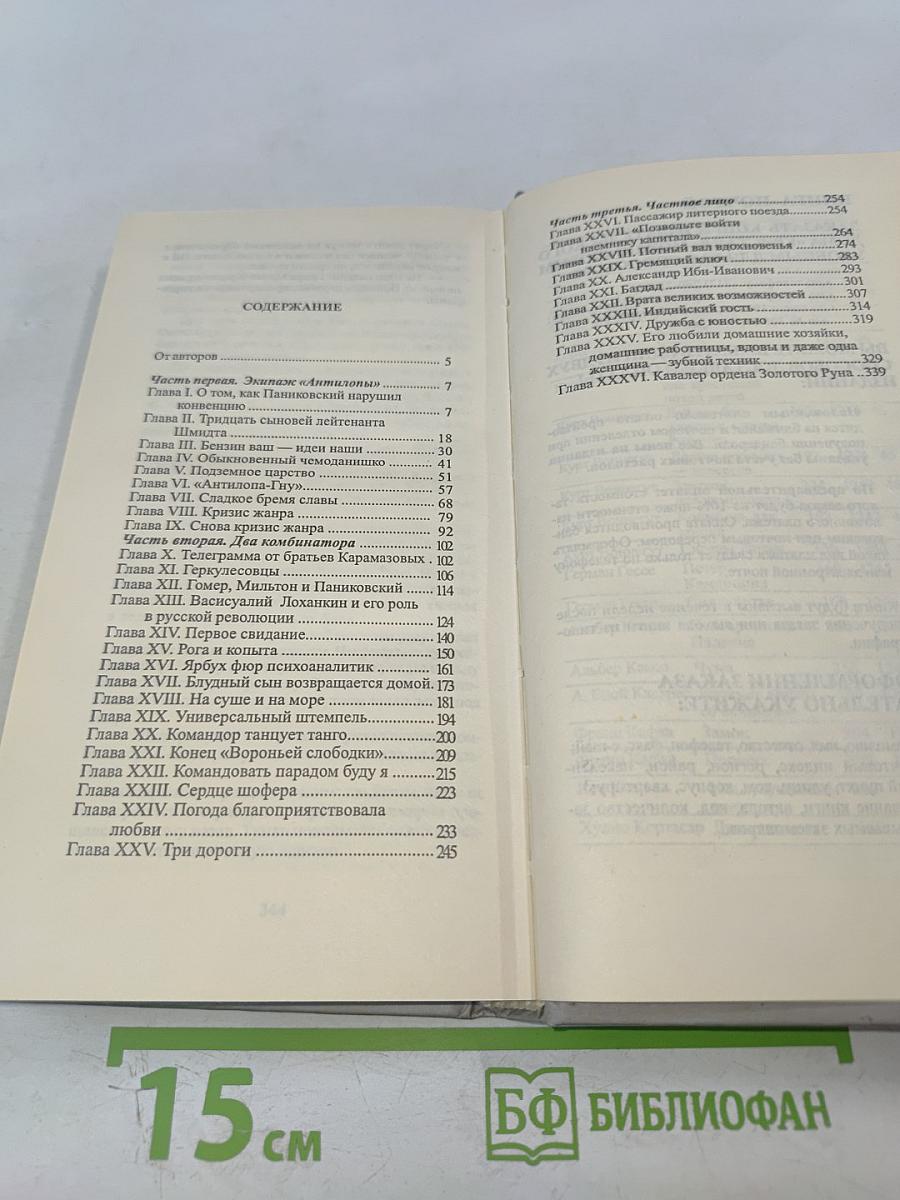 СОДЕРЖАНИЕ
От авторов ........ 5
Часть первая. Экипаж «Антилопы» ........ 7
Глава I. О том, как Паниковский нарушил
конвенцию ........ 7
Глава II. Тридцать сыновей лейтенанта
Шмидта ........ 18
Глава III. Бензин ваш — идеи наши ........ 30
Глава IV. Обыкновенный чемоданишко ........ 41
Глава V. Подземное царство ........ 51
Глава VI. «Антилопа-Гну» ........ 57
Глава VII. Сладкое бремя славы ........ 68
Глава VIII. Кризис жанра ........ 79
Глава IX. Снова кризис жанра ........ 92
Часть вторая. Два комбинатора ........ 102
Глава X. Телеграмма от братьев Карамазовых . 102
Глава XI. Геркулесовцы ........ 106
Глава XII. Гомер, Мильтон и Паниковский ........ 114
Глава XIII. Васисуалий Лоханкин и его роль
в русской революции ........ 124
Глава XIV. Первое свидание ........ 140
Глава XV. Рога и копыта ........ 150
Глава XVI. Ярбух фюр психоаналитик ........ 161
Глава XVII. Блудный сын возвращается домой. 173
Глава XVIII. На суше и на море ........ 181
Глава XIX. Универсальный штемпель ........ 194
Глава XX. Командор танцует танго ........ 200
Глава XXI. Конец «Вороньей слободки» ........ 209
Глава XXII. Командовать парадом буду я ........ 215
Глава XXIII. Сердце шофера ........ 223
Глава XXIV. Погода благоприятствовала
любви ........ 233
Глава XXV. Три дороги ........ 245
Часть третья. Частное лицо ........ 254
Глава XXVI. Пассажир литерного поезда ........ 254
Глава XXVII. «Позвольте войти
наемнику капитала» ........ 264
Глава XXVIII. Потный вал вдохновенья ........ 274
Глава XXIX. Гремящий ключ ........ 283
Глава XX. Александр Ибн-Иванович ........ 293
Глава XXI. Багдад ........ 301
Глава XXII. Врата великих возможностей ........ 307
Глава XXXIII. Индийский гость ........ 314
Глава XXXIV. Дружба с юностью ........ 319
Глава XXXV. Его любили домашние хозяйки,
домашние работницы, вдовы и даже одна
женщина — зубной техник ........ 329
Глава XXXVI. Кавалер ордена Золотого Руна ..339
15 см
БФ БИБЛИОФАН